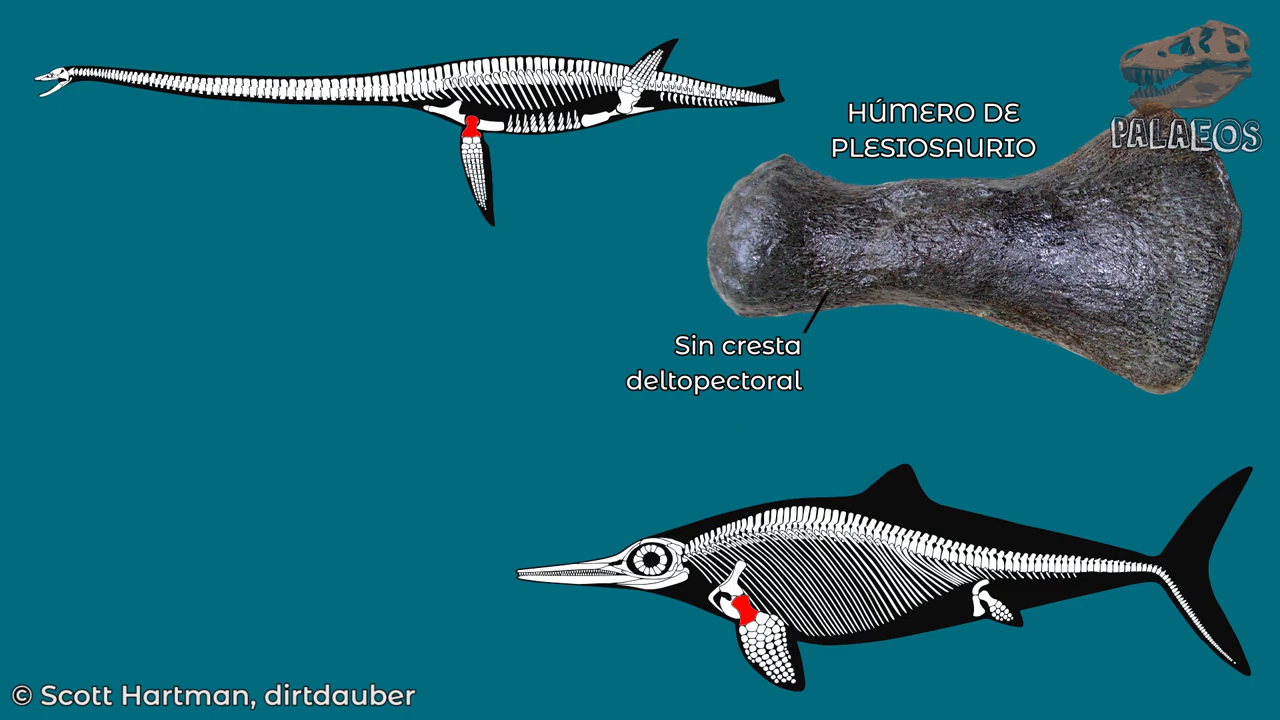 PALAEOS
HÚMERO DE
PLESIOSAURIO
Sin cresta
deltopectoral
© Scott Hartman, dirtdauber